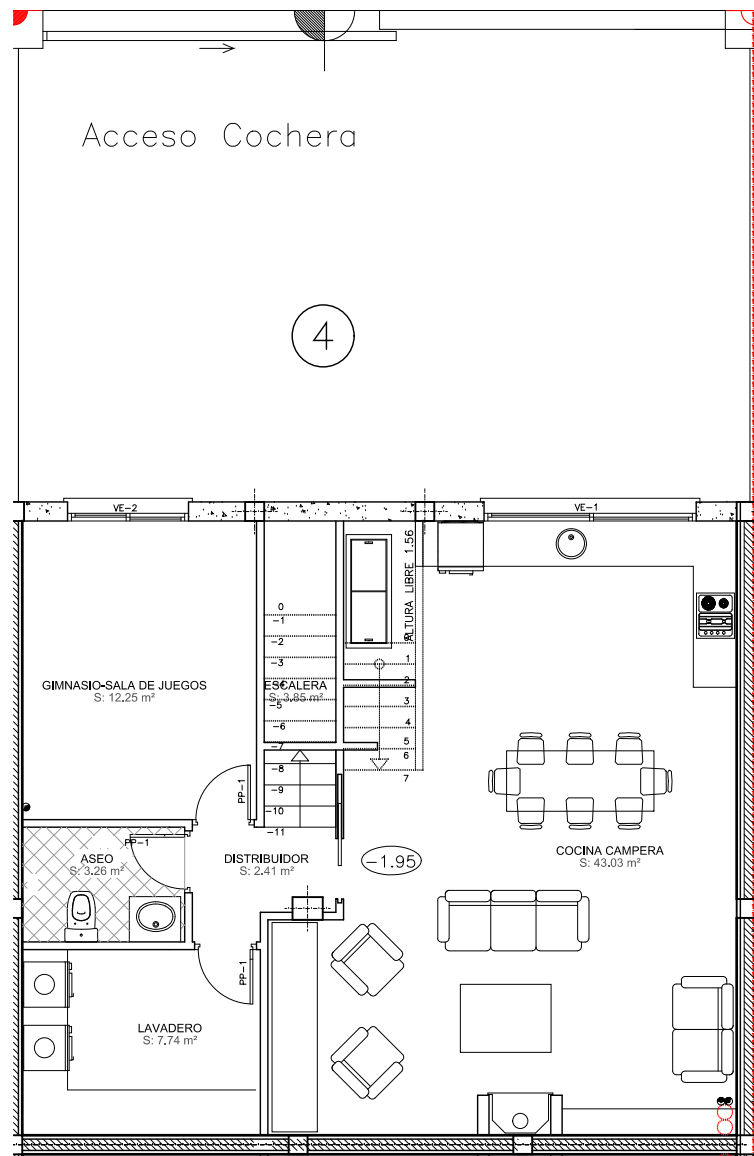 Acceso Cochera
4
VE-2
VE-1
ALTURA LIBRE 1.56
0
-1
-2
-3
-4
-5
-6
-7
-8
-9
-10
-11
0
1
2
3
4
5
6
7
GIMNASIO-SALA DE JUEGOS
S: 12.25 m²
ESCALERA
S: 3.85 m²
PP-1
PP-1
ASEO
S: 3.26 m²
DISTRIBUIDOR
S: 2.41 m²
-1.95
COCINA CAMPERA
S: 43.03 m²
PP-1
LAVADERO
S: 7.74 m²